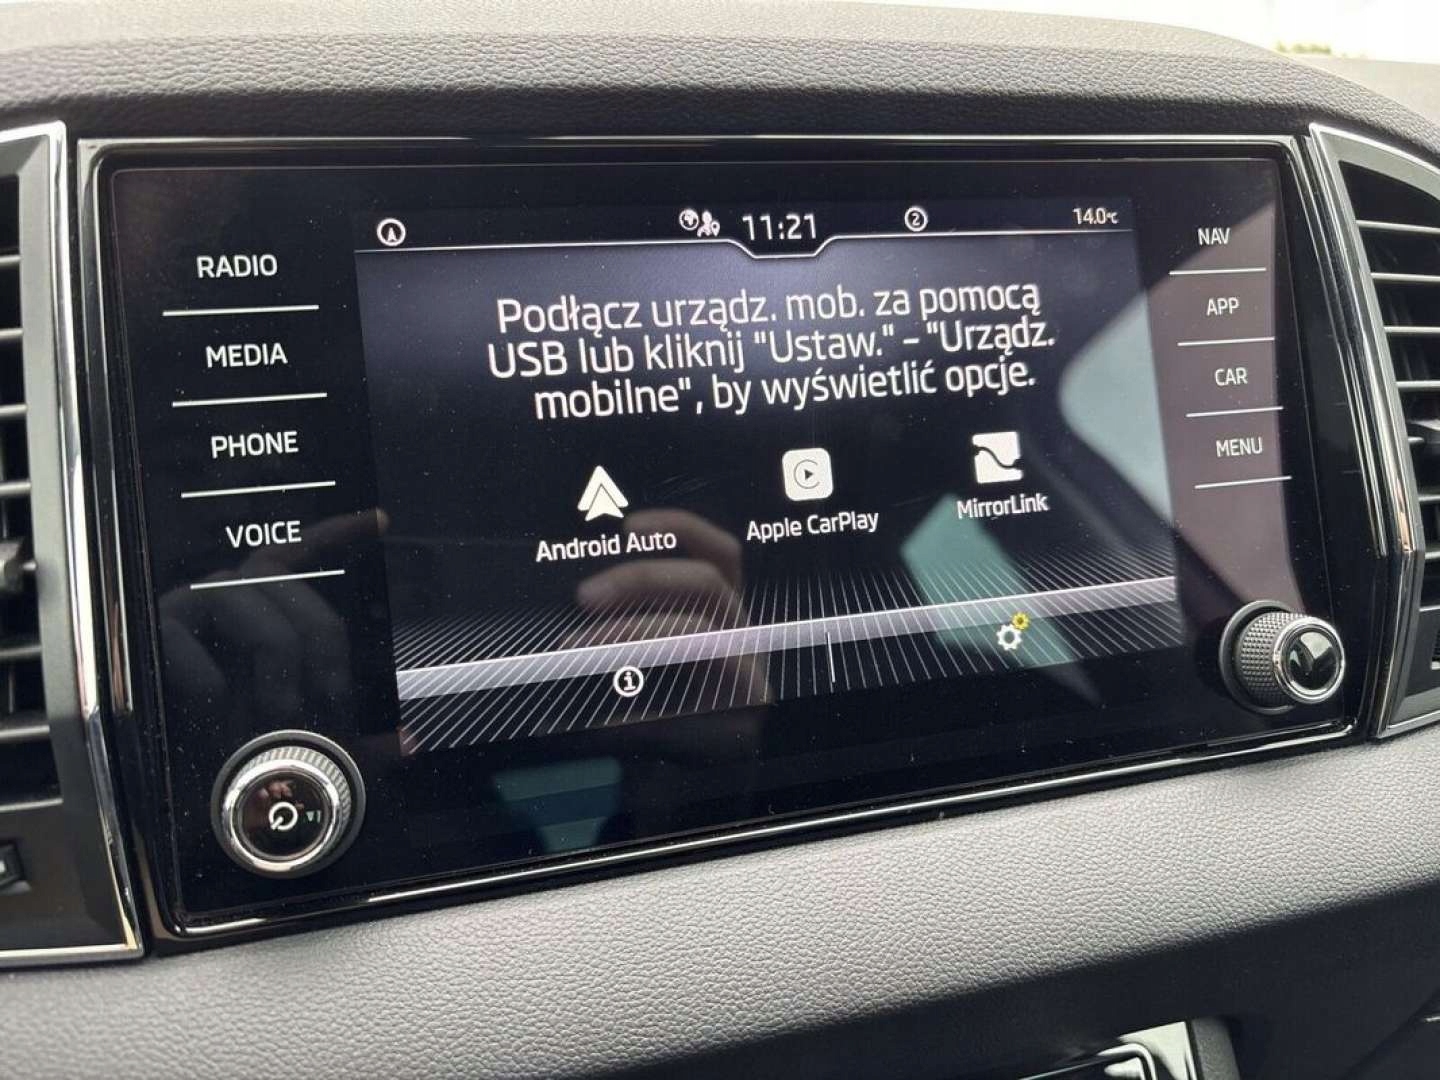 A
11:21
2
14.0°C
RADIO
MEDIA
PHONE
VOICE
Podłącz urządz. mob. za pomocą
USB lub kliknij "Ustaw." – "Urządz.
mobilne", by wyświetlić opcje.
Android Auto
Apple CarPlay
MirrorLink
i
NAV
APP
CAR
MENU